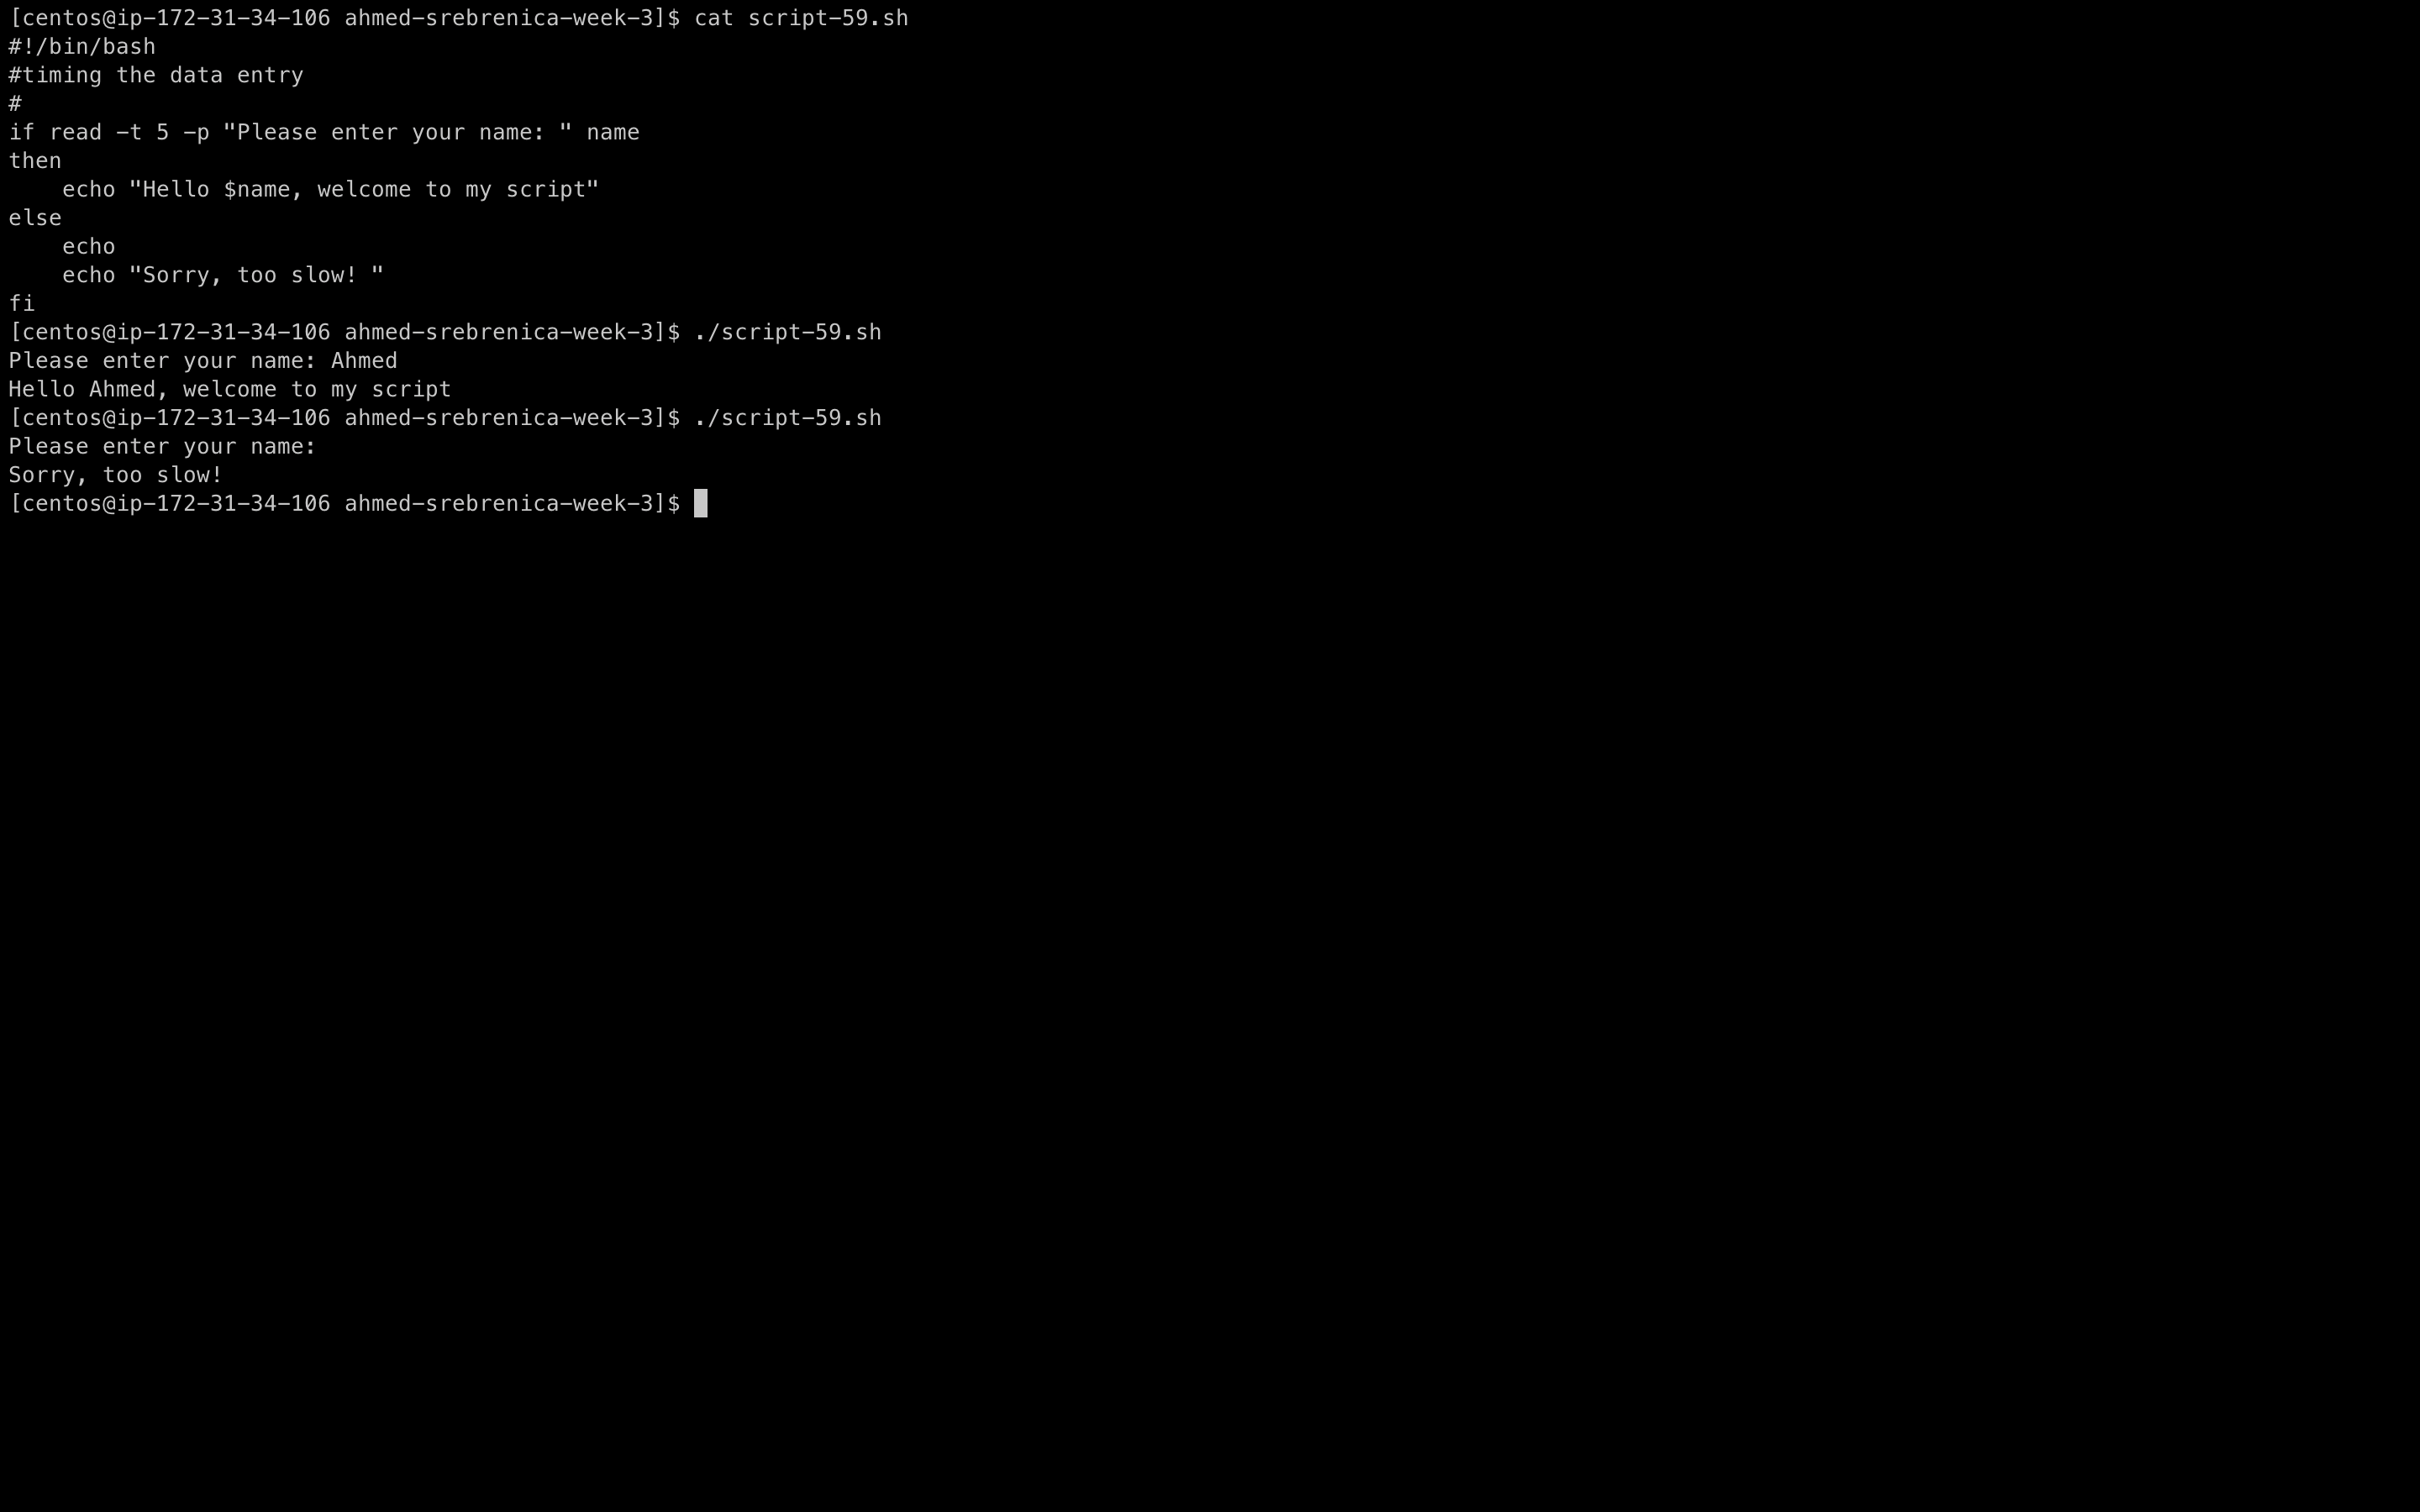 [centos@ip-172-31-34-106 ahmed-srebrenica-week-3]$ cat script-59.sh
#!/bin/bash
#timing the data entry
#
if read -t 5 -p "Please enter your name: " name
then
    echo "Hello $name, welcome to my script"
else
    echo
    echo "Sorry, too slow! "
fi
[centos@ip-172-31-34-106 ahmed-srebrenica-week-3]$ ./script-59.sh
Please enter your name: Ahmed
Hello Ahmed, welcome to my script
[centos@ip-172-31-34-106 ahmed-srebrenica-week-3]$ ./script-59.sh
Please enter your name:
Sorry, too slow!
[centos@ip-172-31-34-106 ahmed-srebrenica-week-3]$